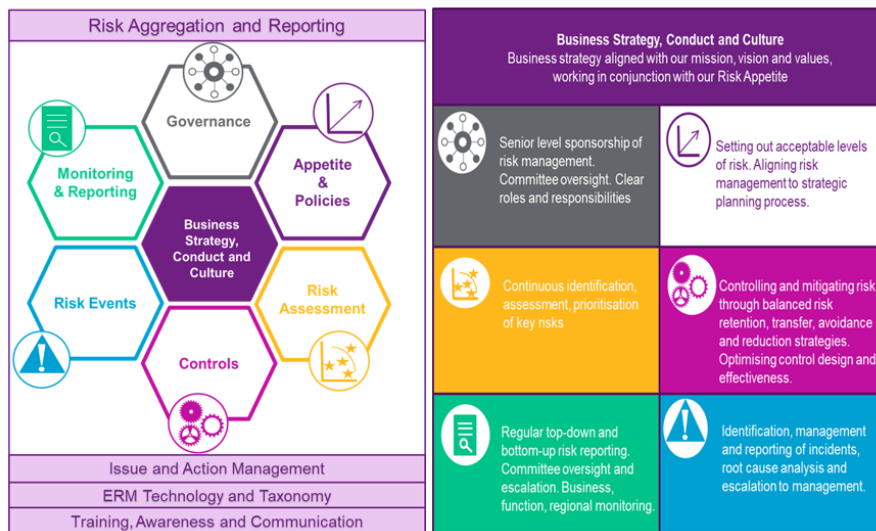 Risk Aggregation and Reporting
Governance
Monitoring
& Reporting
Appetite
&
Policies
Business
Strategy,
Conduct and
Culture
Risk Events
Risk
Assessment
Controls
Issue and Action Management
ERM Technology and Taxonomy
Training, Awareness and Communication
Business Strategy, Conduct and Culture
Business strategy aligned with our mission, vision and values,
working in conjunction with our Risk Appetite
Senior level sponsorship of
risk management.
Committee oversight. Clear
roles and responsibilities
Setting out acceptable levels
of risk. Aligning risk
management to strategic
planning process.
Continuous identification,
assessment, prioritisation
of key risks
Controlling and mitigating risk
through balanced risk
retention, transfer, avoidance
and reduction strategies.
Optimising control design and
effectiveness.
Regular top-down and
bottom-up risk reporting.
Committee oversight and
escalation. Business,
function, regional monitoring.
Identification, management
and reporting of incidents,
root cause analysis and
escalation to management.